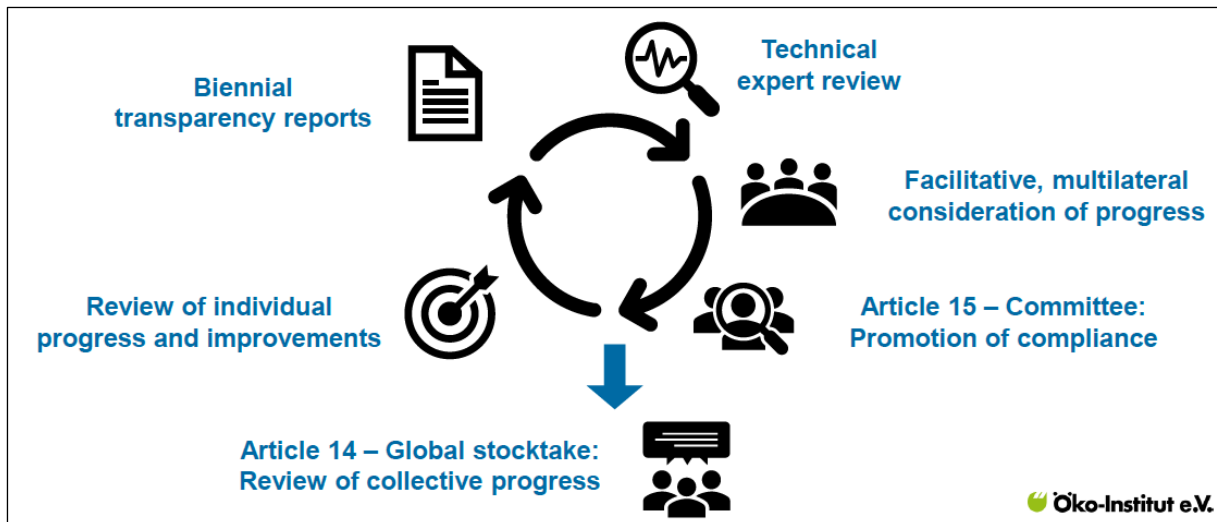 Biennial
transparency reports
Technical
expert review
Facilitative, multilateral
consideration of progress
Review of individual
progress and improvements
Article 15 – Committee:
Promotion of compliance
Article 14 – Global stocktake:
Review of collective progress
Öko-Institut e.V.